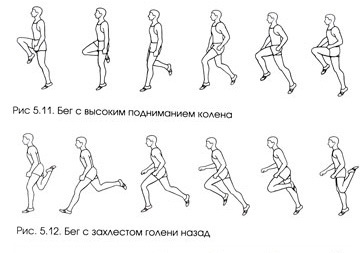 Рис 5.11. Бег с высоким подниманием колена
Рис. 5.12. Бег с захлестом голени назад